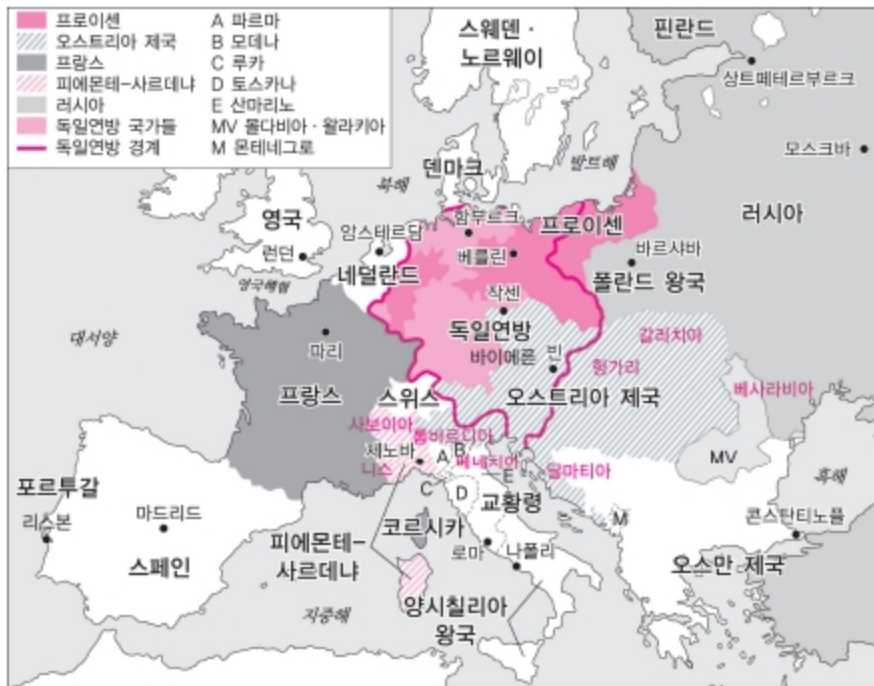 프로이센
오스트리아 제국
프랑스
피에몬테-사르데냐
러시아
독일연방 국가들
독일연방 경계
A 파르마
B 모데나
C 루카
D 토스카나
E 산마리노
MV 몰다비아·왈라키아
M 몬테네그로
스웨덴·
노르웨이
핀란드
상트페테르부르크
모스크바
발트해
덴마크
북해
러시아
영국
런던
암스테르담
함부르크
프로이센
베를린
바르샤바
네덜란드
폴란드 왕국
영국해협
작센
대서양
파리
독일연방
갈리치아
바이에른
빈
헝가리
프랑스
스위스
오스트리아 제국
베사라비아
사보이아
롬바르니아
제노바
A
B
베네치아
MV
니스
E
달마티아
흑해
포르투갈
C
D
교황령
리스본
마드리드
코르시카
M
콘스탄티노플
피에몬테-
사르데냐
로마
나폴리
스페인
오스만 제국
양시칠리아
왕국
지중해